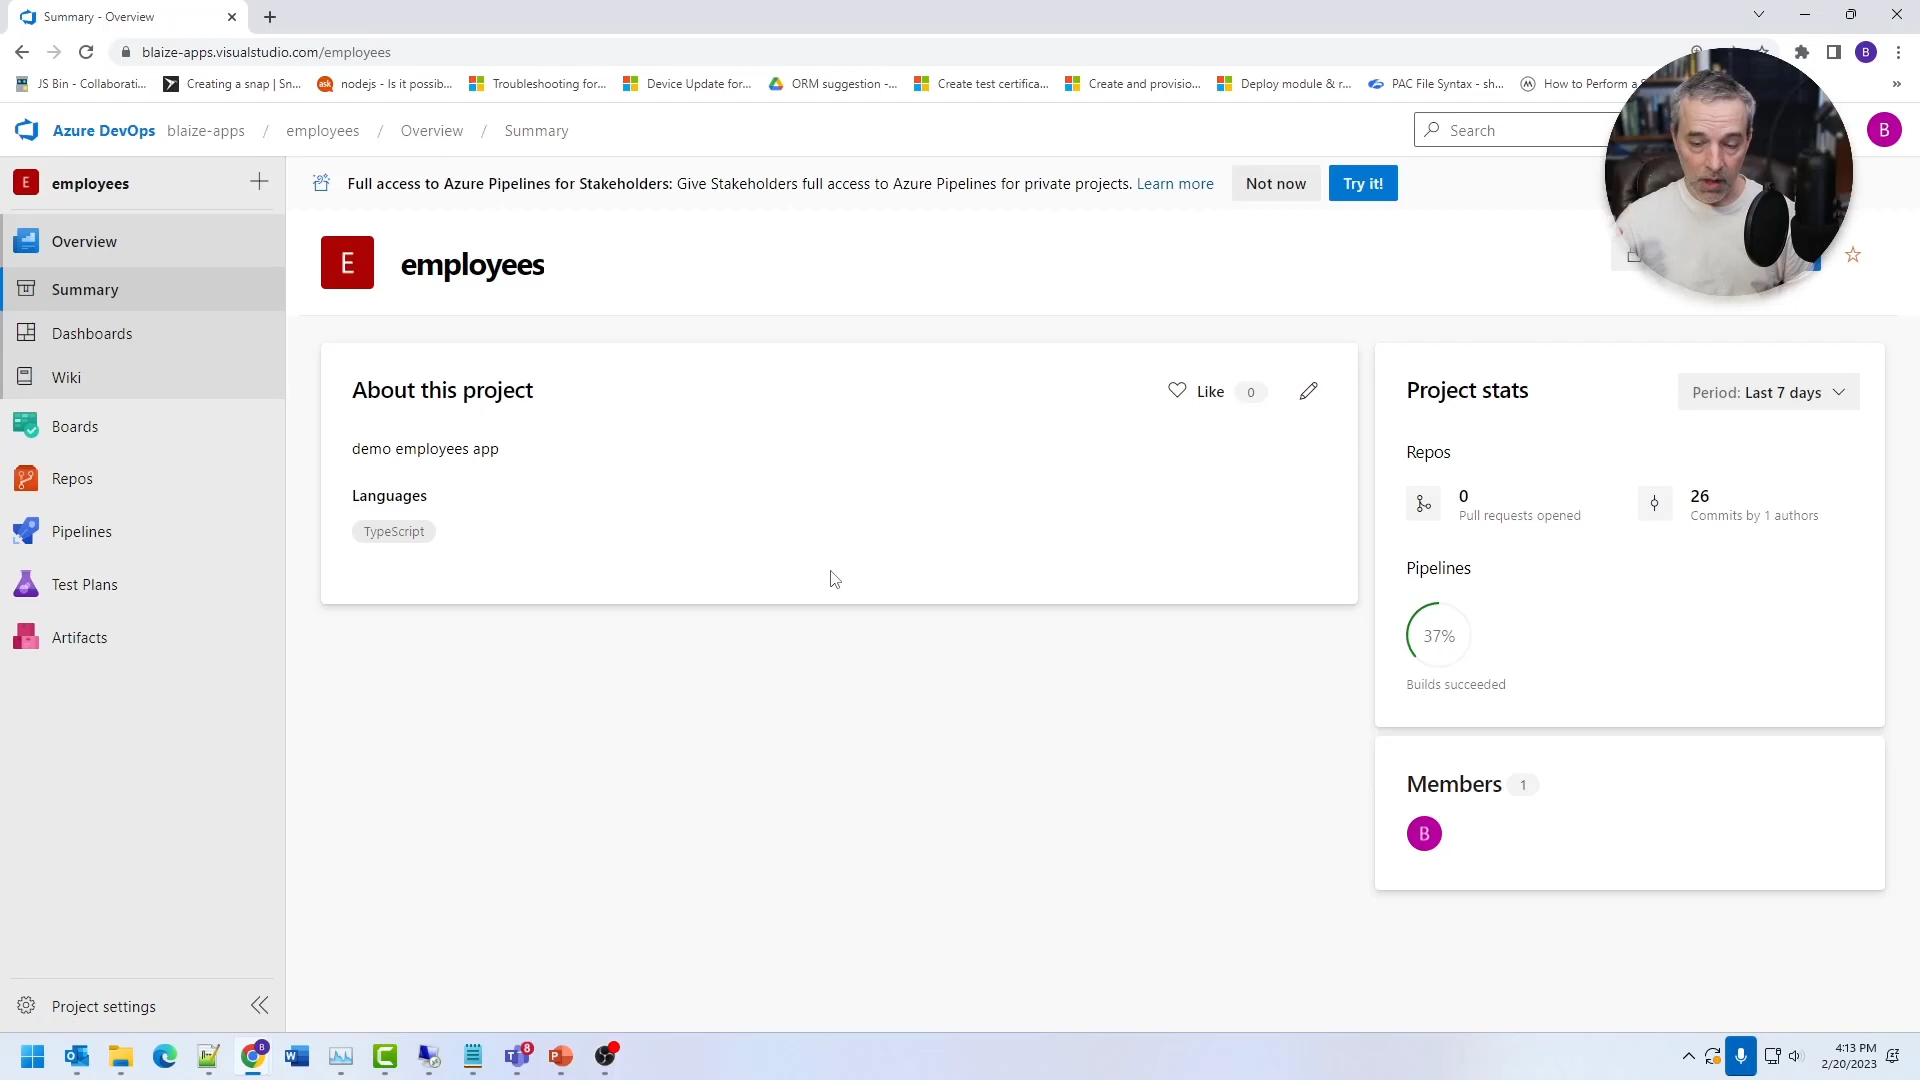 Summary - Overview
blaize-apps.visualstudio.com/employees
B
JS Bin - Collaborati...
Creating a snap | Sn...
ask
nodejs - Is it possib...
Troubleshooting for...
Device Update for...
ORM suggestion -...
Create test certifica...
Create and provisio...
Deploy module & r...
PAC File Syntax - sh...
How to Perform a
»
Azure DevOps
blaize-apps / employees / Overview / Summary
Search
B
E
employees
Full access to Azure Pipelines for Stakeholders: Give Stakeholders full access to Azure Pipelines for private projects. Learn more
Not now
Try it!
Overview
Summary
Dashboards
Wiki
Boards
Repos
Pipelines
Test Plans
Artifacts
Project settings
E
employees
About this project
Like
0
demo employees app
Languages
TypeScript
Project stats
Period: Last 7 days
Repos
0
Pull requests opened
26
Commits by 1 authors
Pipelines
37%
Builds succeeded
Members
1
B
B
8
4:13 PM
2/20/2023